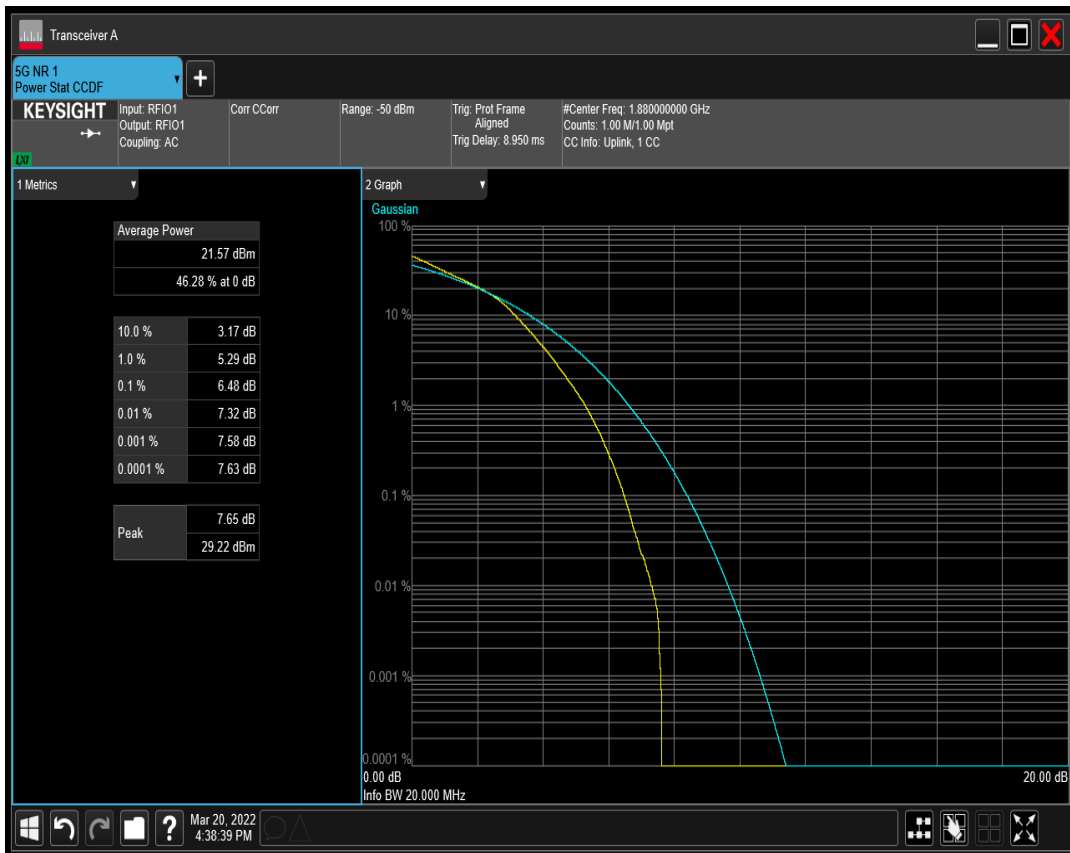 Transceiver A
5G NR 1
Power Stat CCDF
KEYSIGHT
LXI
Input: RFIO1
Output: RFIO1
Coupling: AC
Corr CCorr
Range: -50 dBm
Trig: Prot Frame
Aligned
Trig Delay: 8.950 ms
#Center Freq: 1.880000000 GHz
Counts: 1.00 M/1.00 Mpt
CC Info: Uplink, 1 CC
1 Metrics
Average Power
21.57 dBm
46.28 % at 0 dB
10.0 % 3.17 dB
1.0 % 5.29 dB
0.1 % 6.48 dB
0.01 % 7.32 dB
0.001 % 7.58 dB
0.0001 % 7.63 dB
Peak
7.65 dB
29.22 dBm
2 Graph
Gaussian
100 %
10 %
1 %
0.1 %
0.01 %
0.001 %
0.0001 %
0.00 dB 20.00 dB
Info BW 20.000 MHz
?
Mar 20, 2022
4:38:39 PM